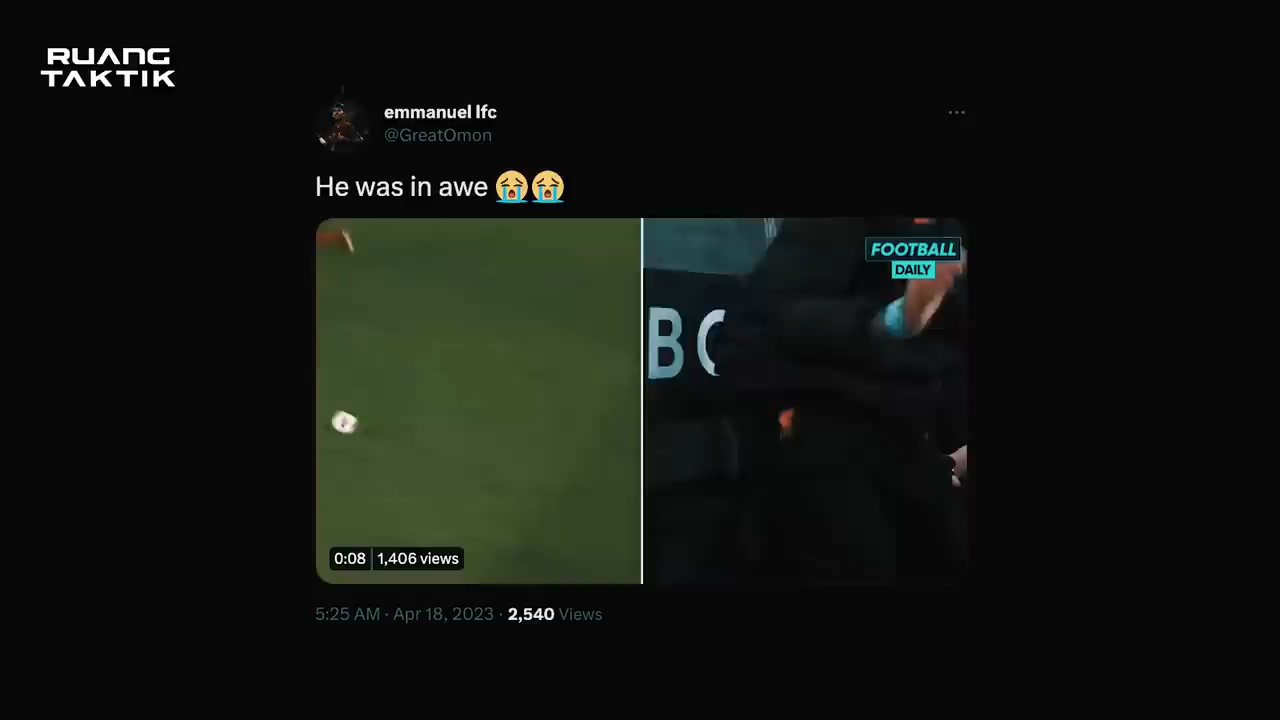 RUANG
TAKTIK
emmanuel lfc
@GreatOmon
He was in awe 😭😭
FOOTBALL
DAILY
BC
0:08 1,406 views
5:25 AM · Apr 18, 2023 · 2,540 Views